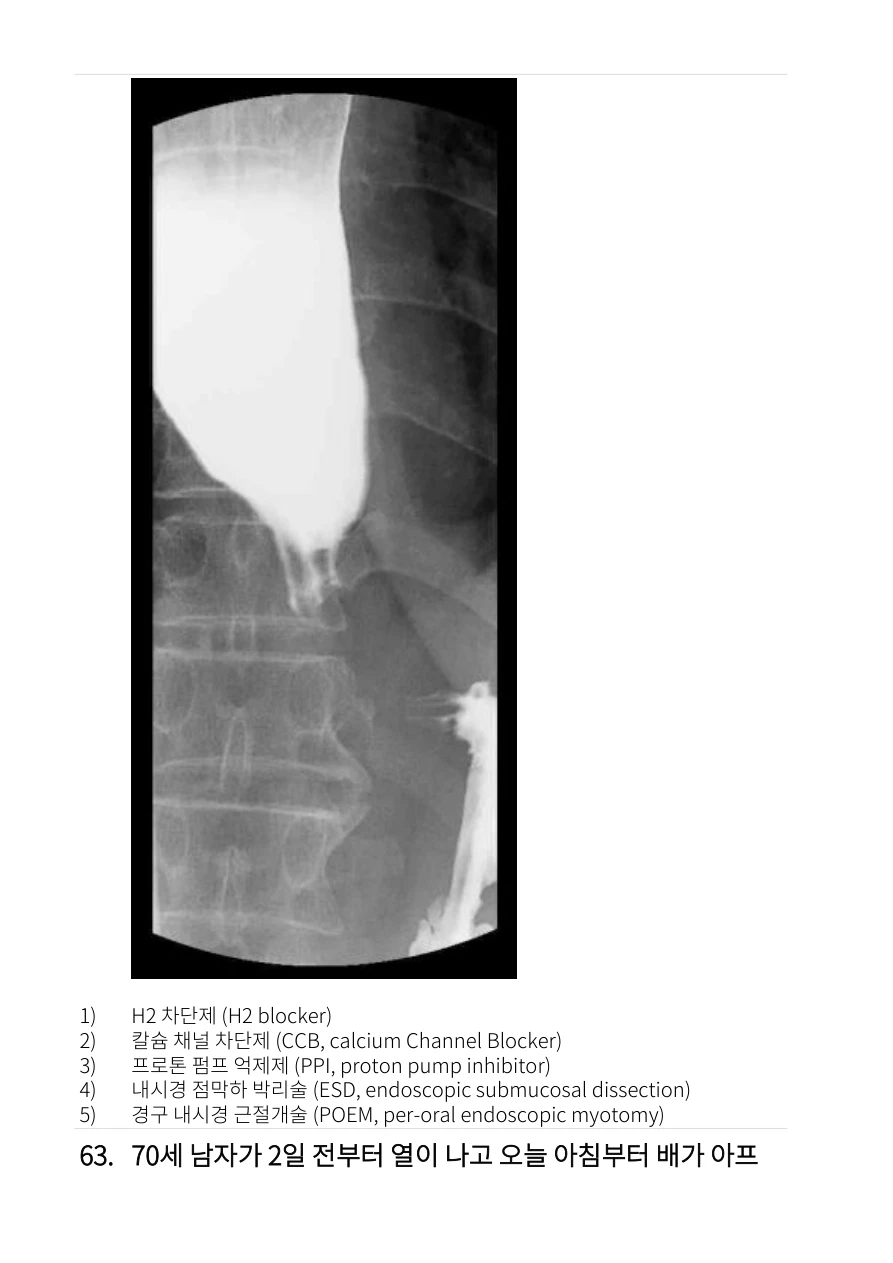 1) H2 차단제 (H2 blocker)
2) 칼슘 채널 차단제 (CCB, calcium Channel Blocker)
3) 프로톤 펌프 억제제 (PPI, proton pump inhibitor)
4) 내시경 점막하 박리술 (ESD, endoscopic submucosal dissection)
5) 경구 내시경 근절개술 (POEM, per-oral endoscopic myotomy)
63. 70세 남자가 2일 전부터 열이 나고 오늘 아침부터 배가 아프